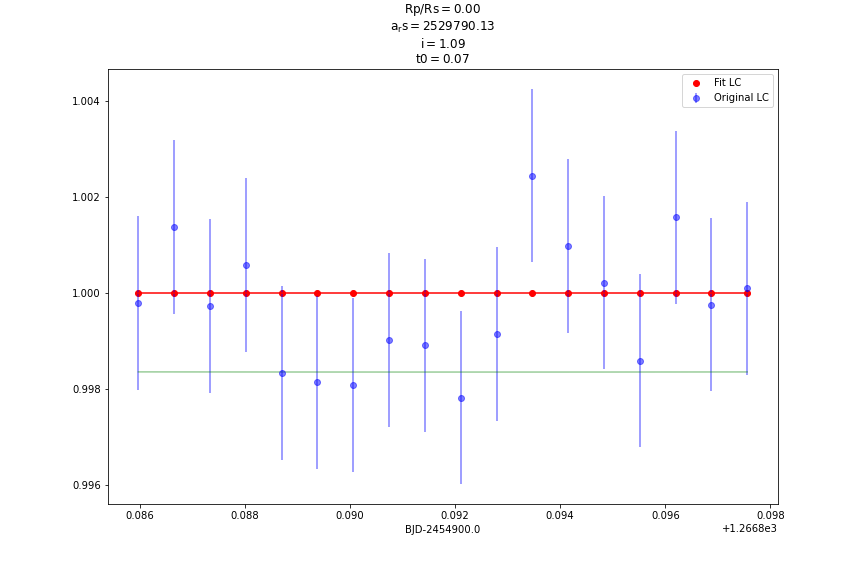 Rp/Rs = 0.00
a_rs = 2529790.13
i = 1.09
t0 = 0.07
Fit LC
Original LC
1.004
1.002
1.000
0.998
0.996
0.086 0.088 0.090 0.092 0.094 0.096 0.098
BJD-2454900.0
+1.2668e3